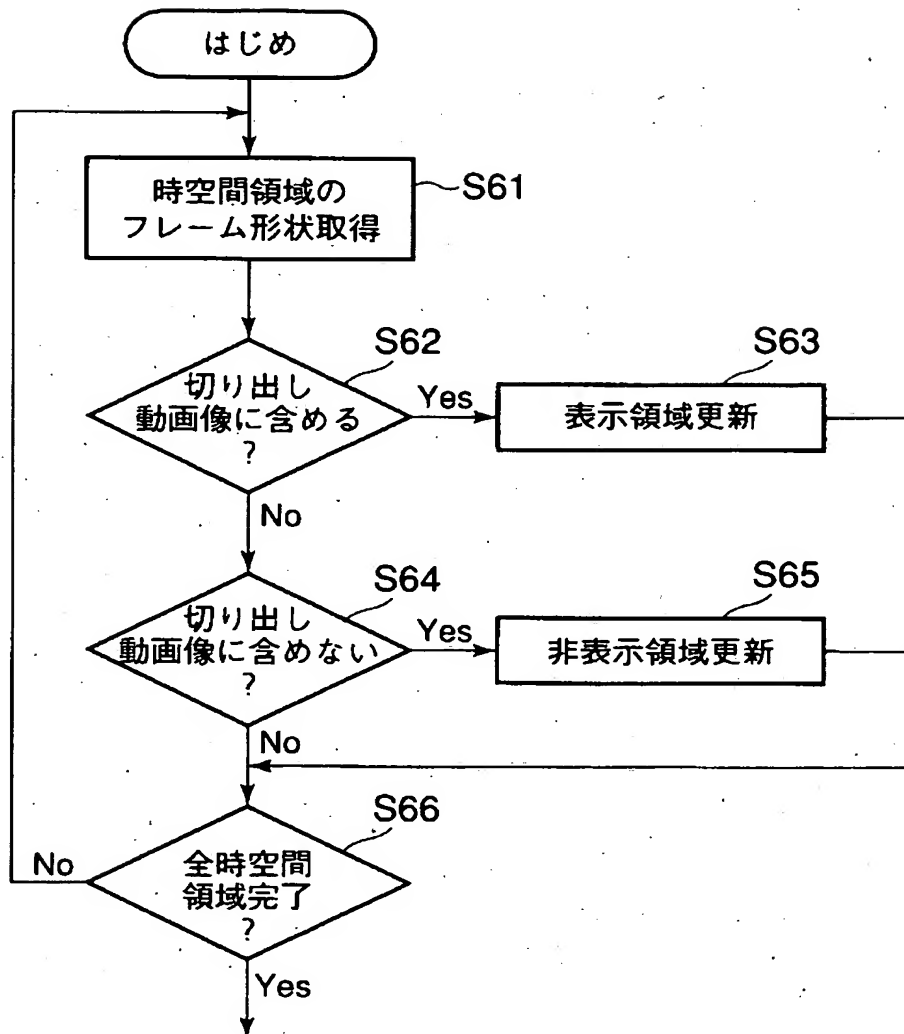 はじめ
時空間領域の
フレーム形状取得
S61
S62
切り出し
動画像に含める
?
Yes
S63
表示領域更新
No
S64
切り出し
動画像に含めない
?
Yes
S65
非表示領域更新
No
S66
全時空間
領域完了
?
No
Yes